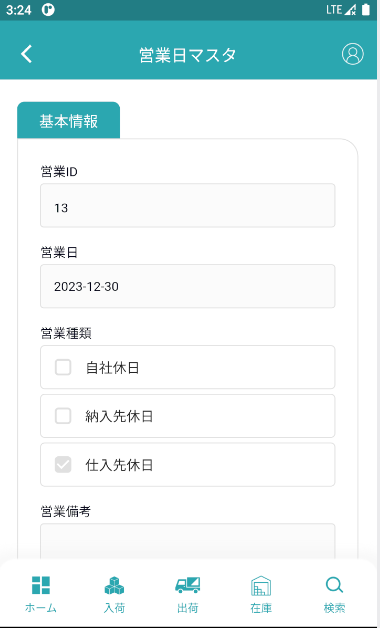 3:24
LTE
営業日マスタ
基本情報
営業ID
13
営業日
2023-12-30
営業種類
自社休日
納入先休日
仕入先休日
営業備考
ホーム
入荷
出荷
在庫
検索